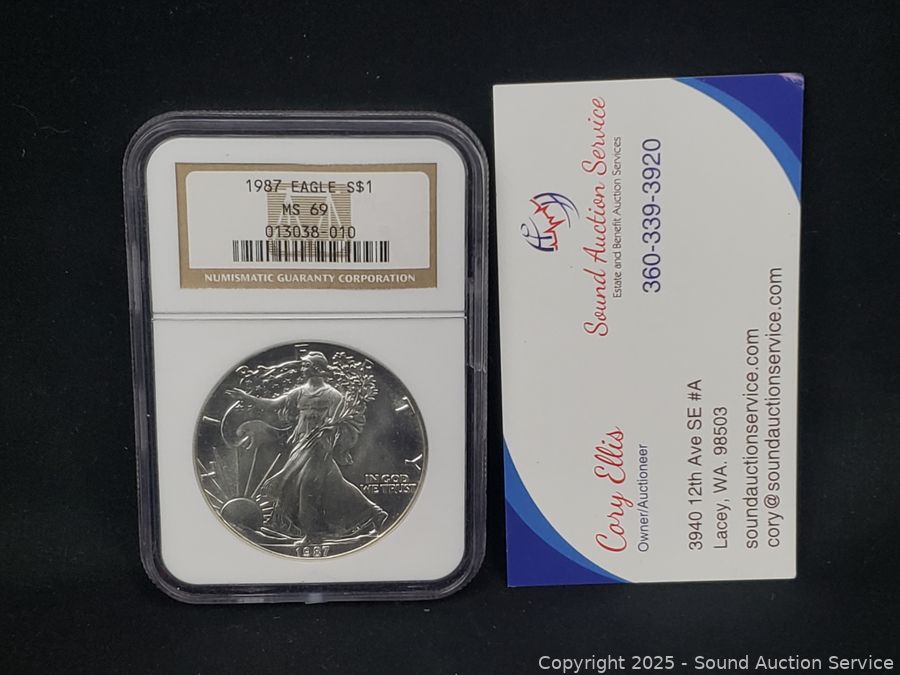 1987 EAGLE S$1
MS 69
013038-010
NUMISMATIC GUARANTY CORPORATION
LIBERTY
IN GOD
WE TRUST
1987
Sound Auction Service
Estate and Benefit Auction Services
360-339-3920
Cory Ellis
Owner/Auctioneer
3940 12th Ave SE #A
Lacey, WA. 98503
soundauctionservice.com
cory@soundauctionservice.com
Copyright 2025 - Sound Auction Service